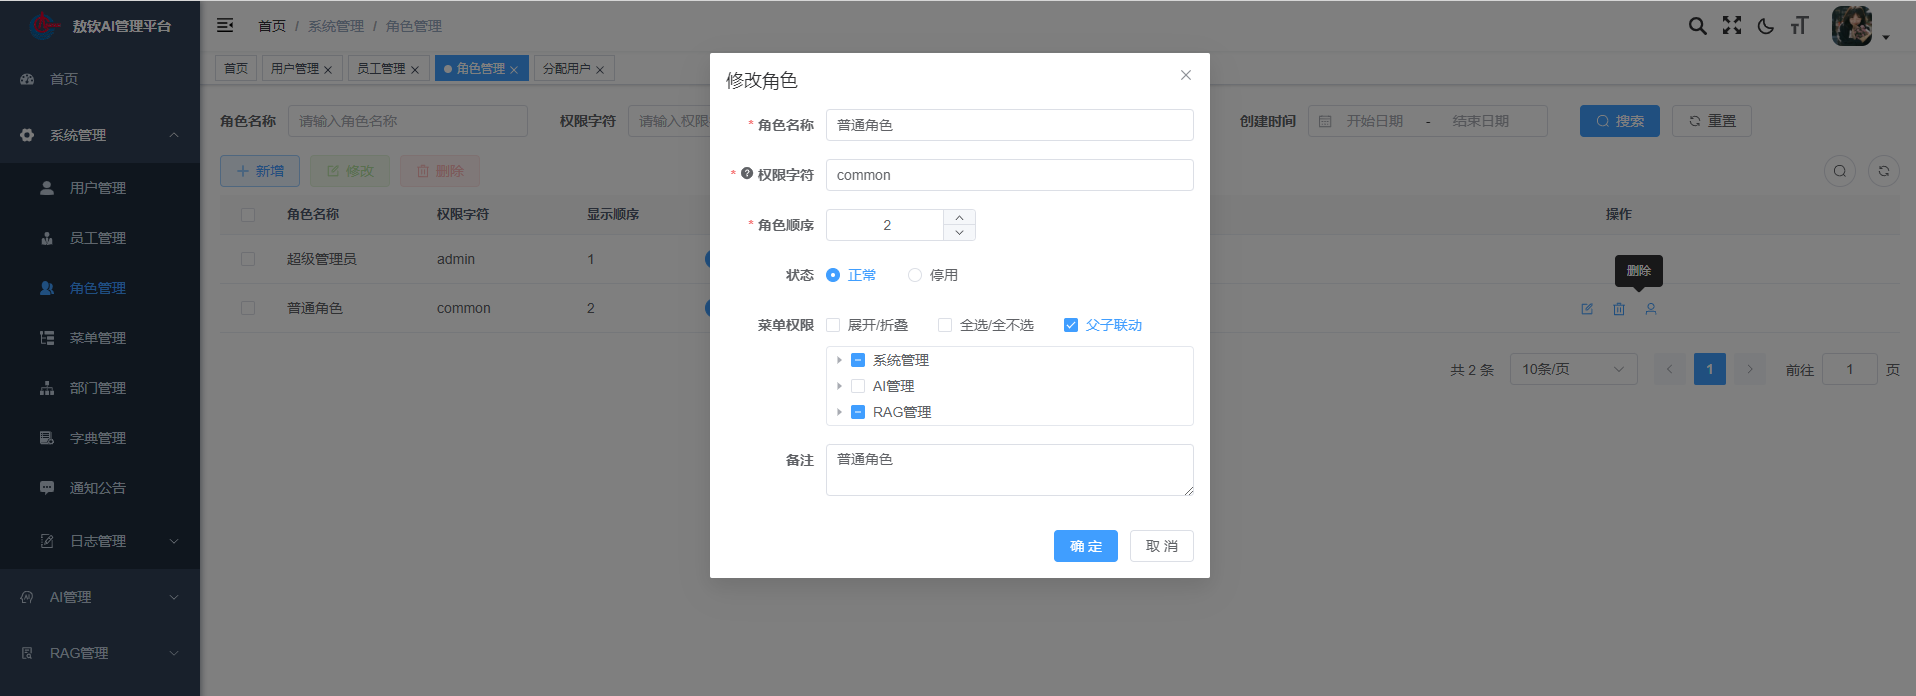 敖钦AI管理平台
首页
系统管理
用户管理
员工管理
角色管理
菜单管理
部门管理
字典管理
通知公告
日志管理
AI管理
RAG管理
首页 / 系统管理 / 角色管理
首页
用户管理 ×
员工管理 ×
角色管理 ×
分配用户 ×
角色名称 请输入角色名称
权限字符 请输入权限
创建时间 开始日期 - 结束日期
搜索
重置
新增
修改
删除
角色名称 权限字符 显示顺序 操作
超级管理员 admin 1
普通角色 common 2
删除
共 2 条 10条/页 1 前往 1 页
修改角色
* 角色名称 普通角色
* 权限字符 common
* 角色顺序 2
状态 正常 停用
菜单权限 展开/折叠 全选/全不选 父子联动
系统管理
AI管理
RAG管理
备注 普通角色
确 定
取 消